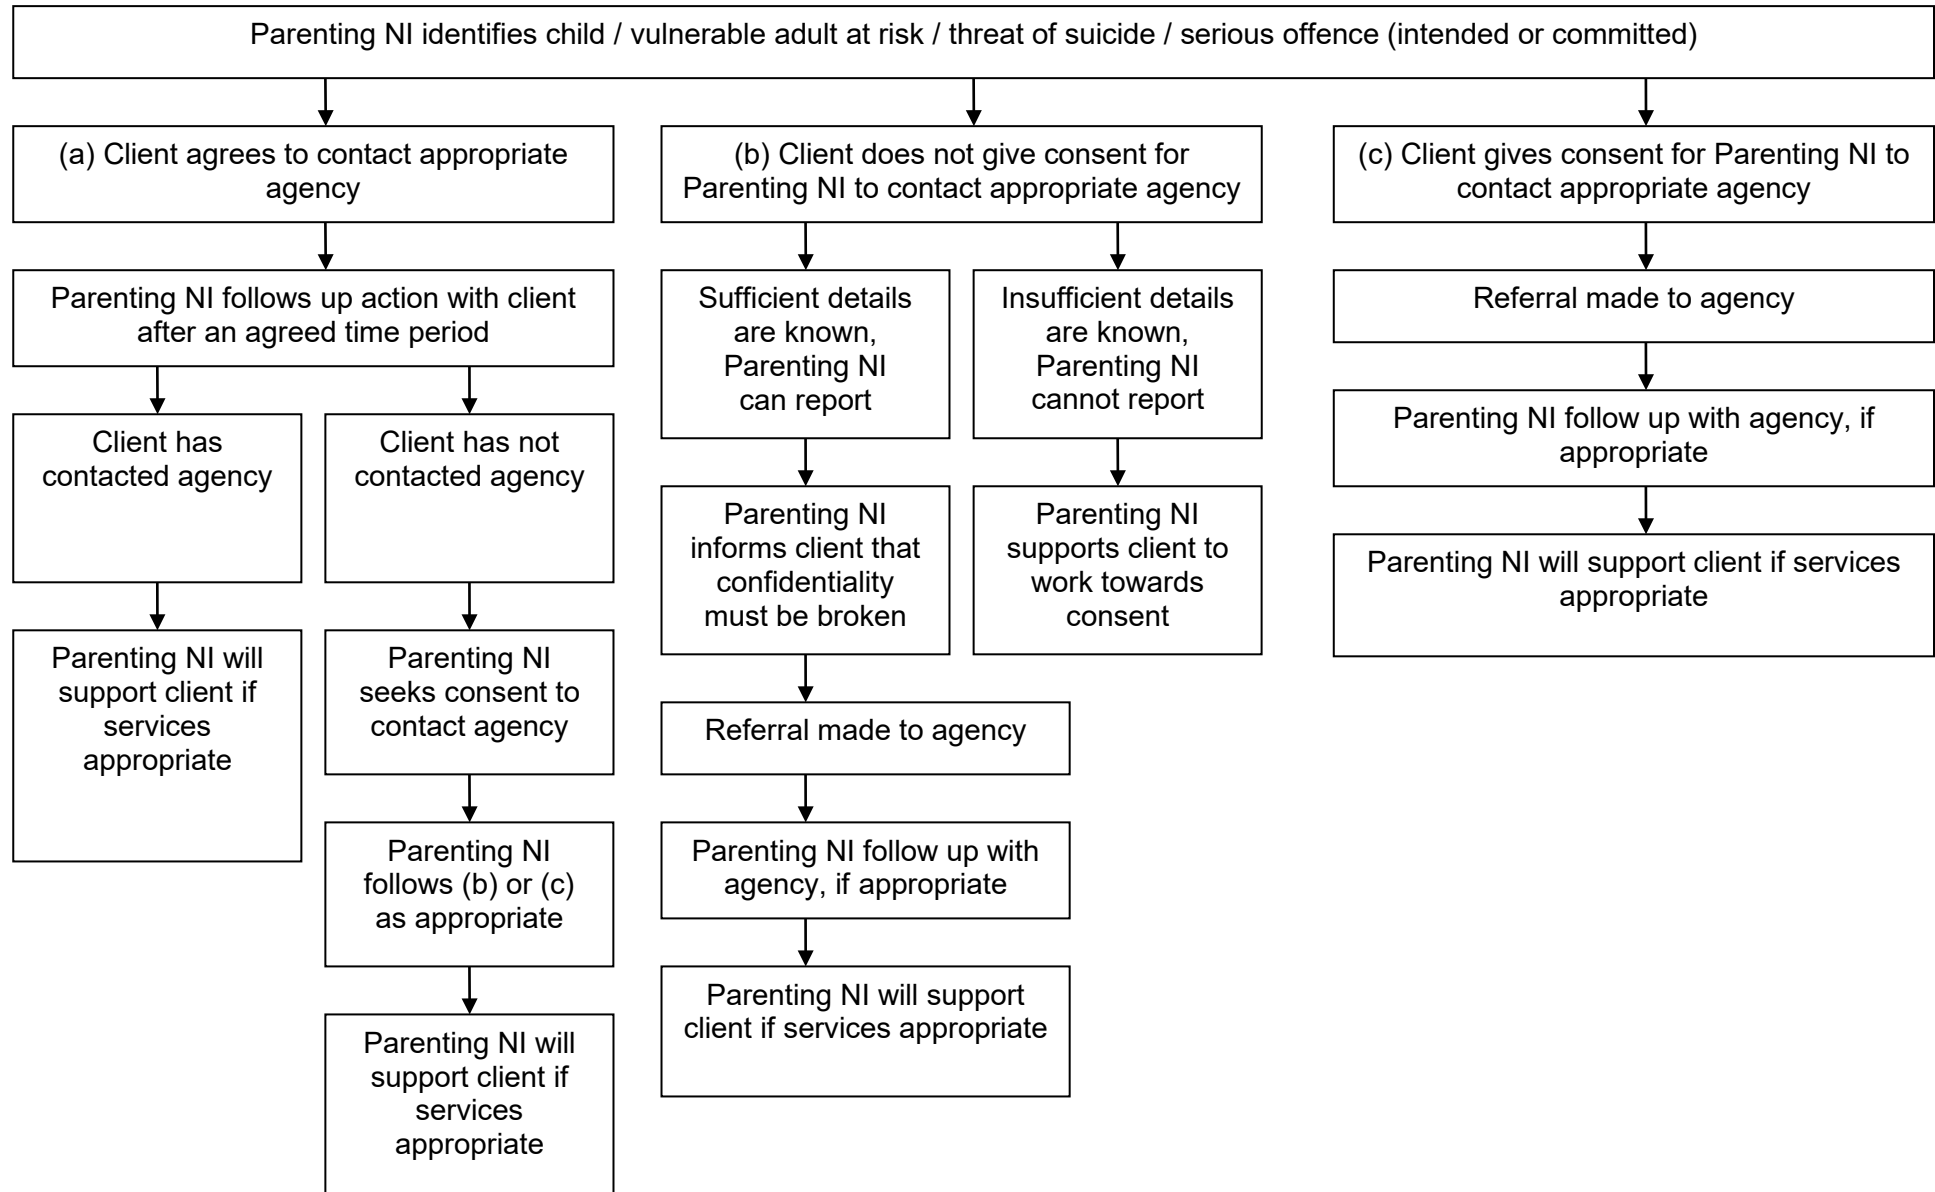 Parenting NI identifies child / vulnerable adult at risk / threat of suicide / serious offence (intended or committed)
(a) Client agrees to contact appropriate
agency
Parenting NI follows up action with client
after an agreed time period
Client has
contacted agency
Parenting NI will
support client if
services
appropriate
Client has not
contacted agency
Parenting NI
seeks consent to
contact agency
Parenting NI
follows (b) or (c)
as appropriate
Parenting NI will
support client if
services
appropriate
(b) Client does not give consent for
Parenting NI to contact appropriate agency
Sufficient details
are known,
Parenting NI
can report
Parenting NI
informs client that
confidentiality
must be broken
Referral made to agency
Parenting NI follow up with
agency, if appropriate
Parenting NI will support
client if services appropriate
Insufficient details
are known,
Parenting NI
cannot report
Parenting NI
supports client to
work towards
consent
(c) Client gives consent for Parenting NI to
contact appropriate agency
Referral made to agency
Parenting NI follow up with agency, if
appropriate
Parenting NI will support client if services
appropriate